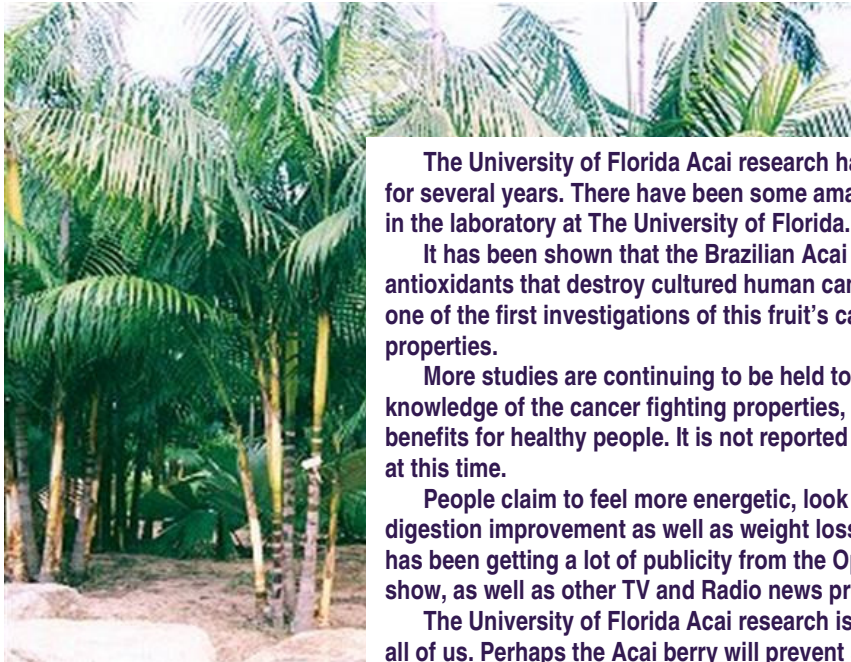 The University of Florida Acai research
for several years. There have been some
in the laboratory at The University of Florida.
It has been shown that the Brazilian Acai
antioxidants that destroy cultured human
one of the first investigations of this fruit's
properties.
More studies are continuing to be held to
knowledge of the cancer fighting properties,
benefits for healthy people. It is not reported
at this time.
People claim to feel more energetic, look
digestion improvement as well as weight loss
has been getting a lot of publicity from the
show, as well as other TV and Radio news
The University of Florida Acai research is
all of us. Perhaps the Acai berry will prevent